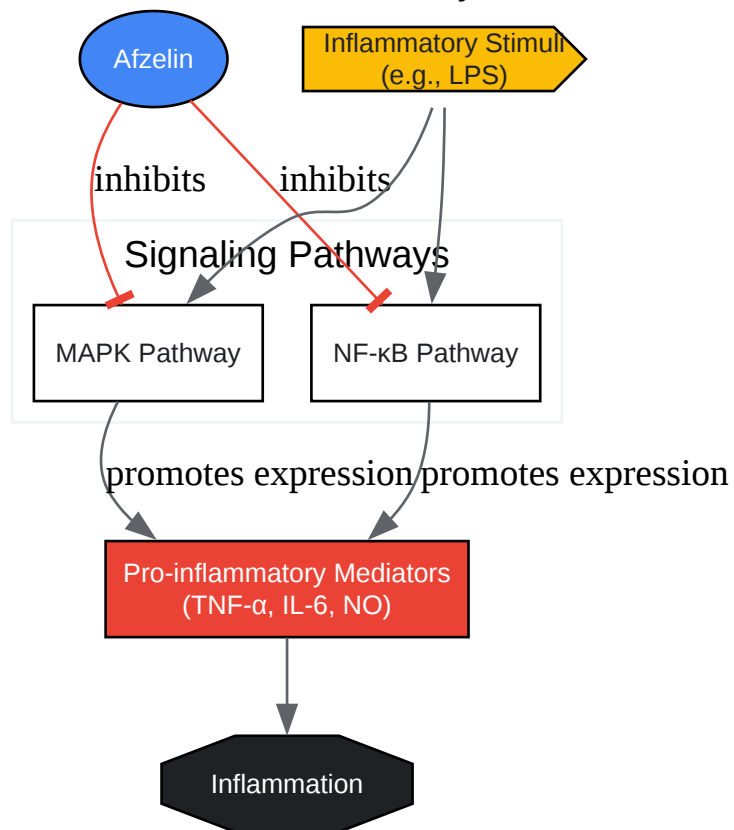 Afzelin
Inflammatory Stimuli
(e.g., LPS)
inhibits
inhibits
Signaling Pathways
MAPK Pathway
NF-κB Pathway
promotes expression
promotes expression
Pro-inflammatory Mediators
(TNF-α, IL-6, NO)
Inflammation